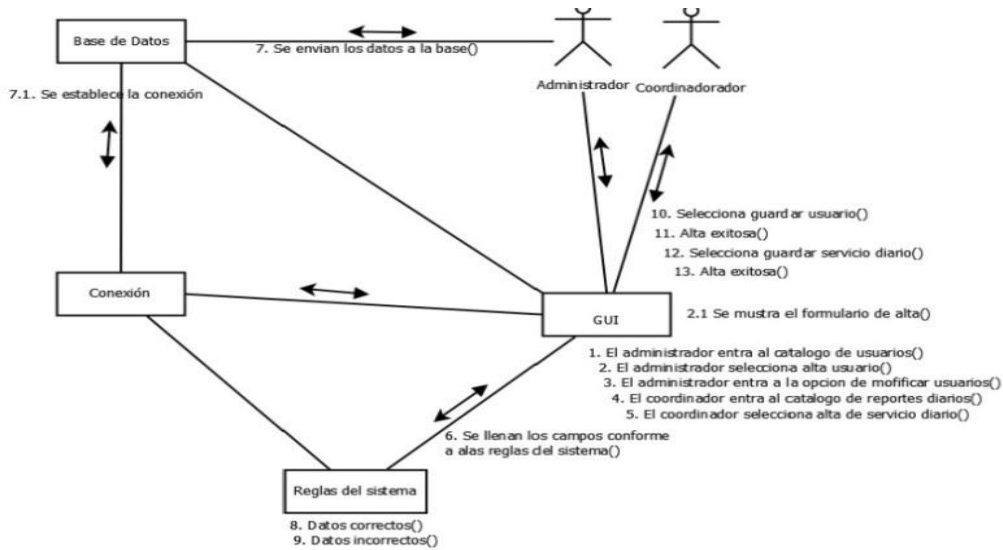 Base de Datos
7. Se envian los datos a la base()
Administrador
Coordinadorador
7.1. Se establece la conexión
10. Selecciona guardar usuario()
11. Alta exitosa()
12. Selecciona guardar servicio diario()
13. Alta exitosa()
Conexión
GUI
2.1 Se mustra el formulario de alta()
1. El administrador entra al catalogo de usuarios()
2. El administrador selecciona alta usuario()
3. El administrador entra a la opcion de mofificar usuarios()
4. El coordinador entra al catalogo de reportes diarios()
5. El coordinador selecciona alta de servicio diario()
6. Se llenan los campos conforme
a alas reglas del sistema()
Reglas del sistema
8. Datos correctos()
9. Datos incorrectos()